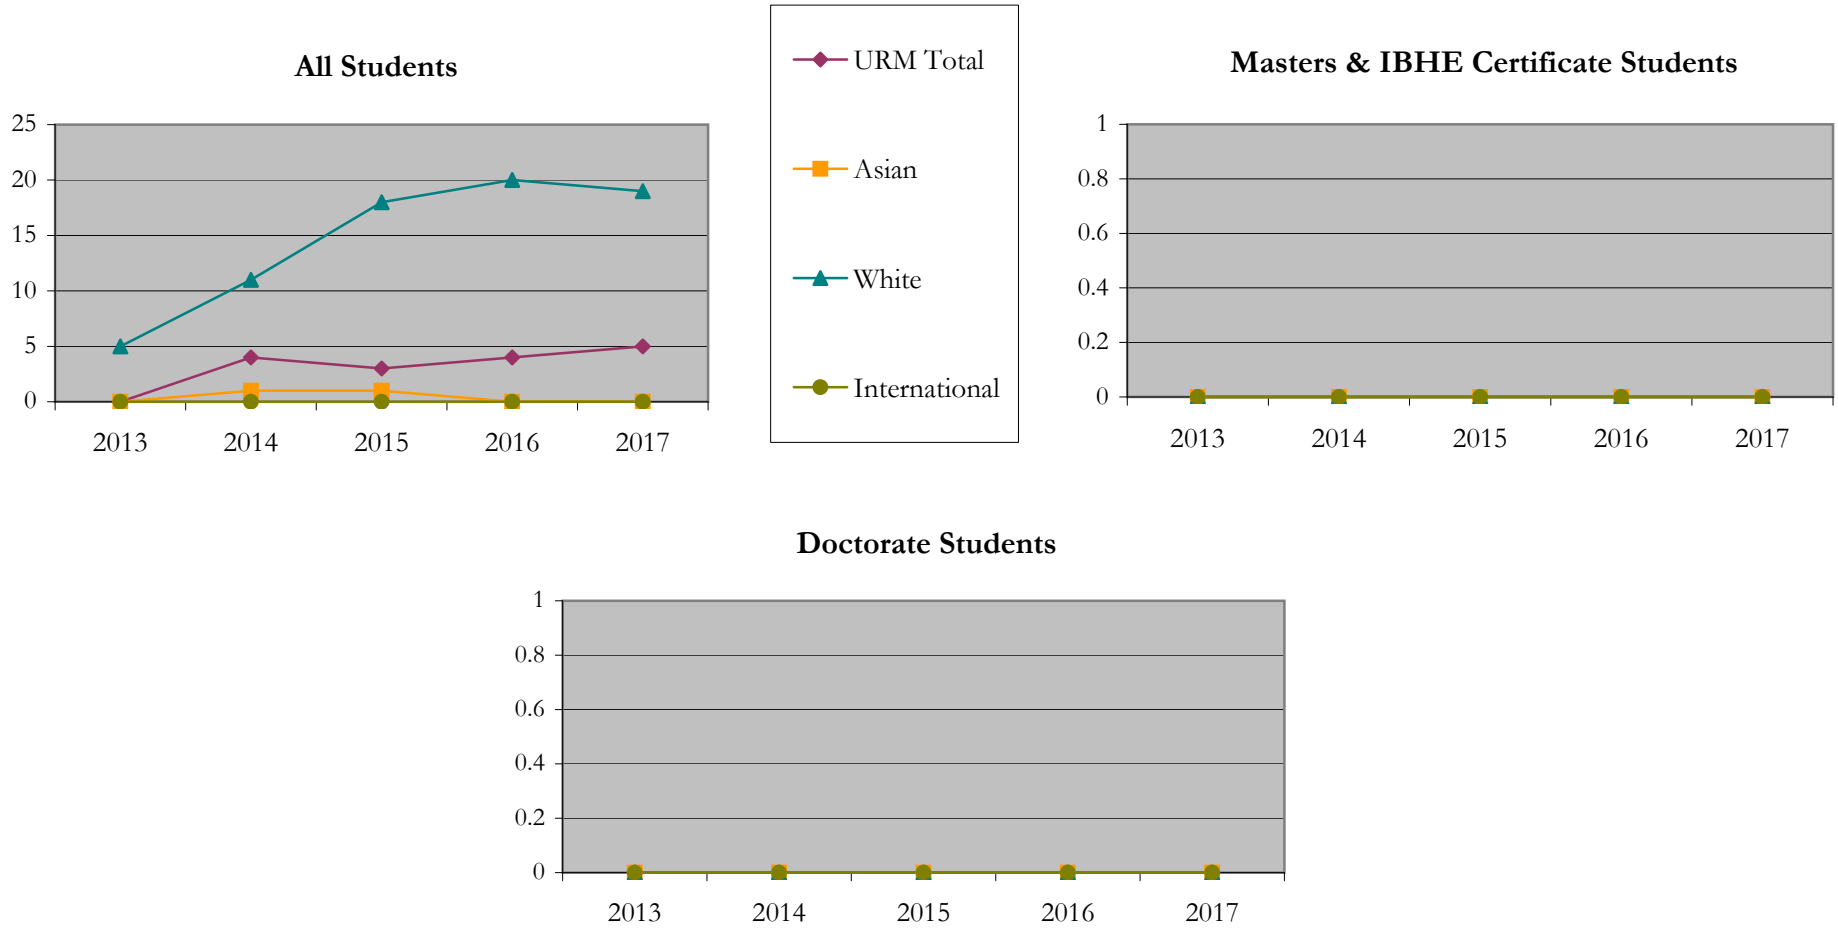 All Students
25
20
15
10
5
0
2013 2014 2015 2016 2017
URM Total
Asian
White
International
Masters & IBHE Certificate Students
1
0.8
0.6
0.4
0.2
0
2013 2014 2015 2016 2017
Doctorate Students
1
0.8
0.6
0.4
0.2
0
2013 2014 2015 2016 2017